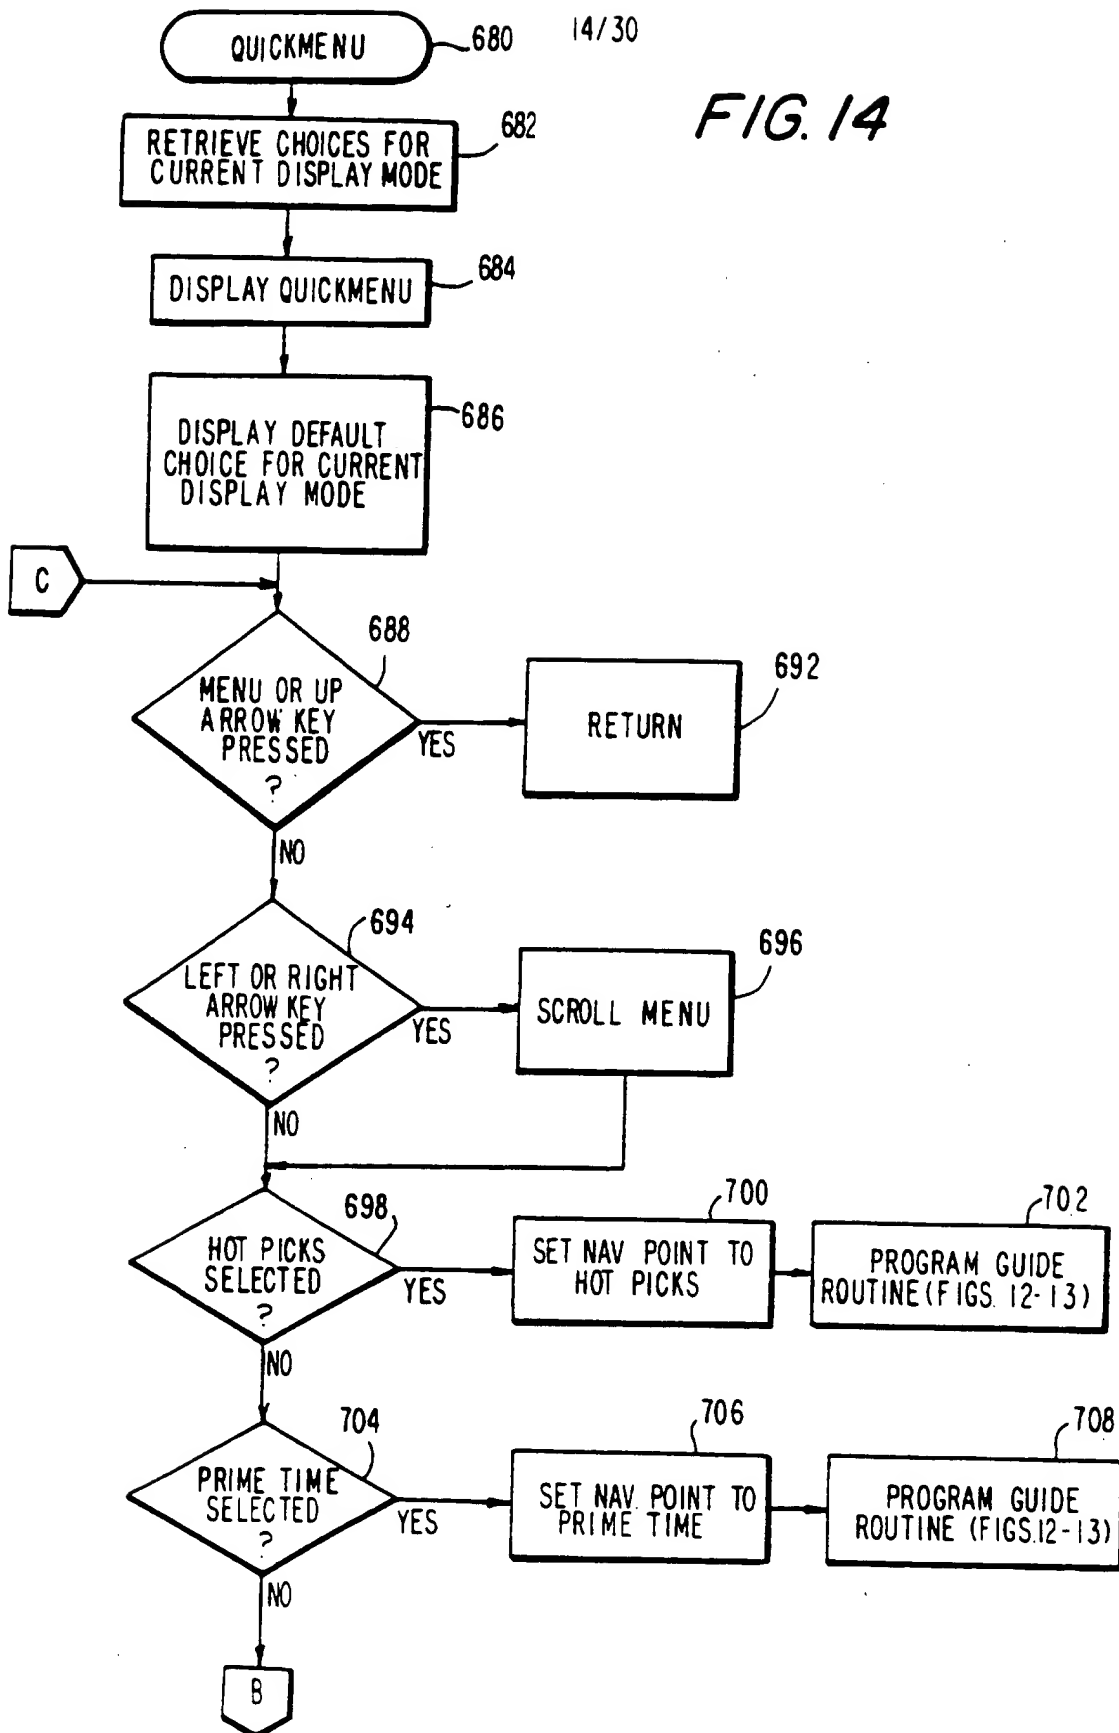 14/30
FIG. 14
QUICKMENU
680
RETRIEVE CHOICES FOR
CURRENT DISPLAY MODE
682
DISPLAY QUICKMENU
684
DISPLAY DEFAULT
CHOICE FOR CURRENT
DISPLAY MODE
686
C
688
MENU OR UP
ARROW KEY
PRESSED
?
YES
RETURN
692
NO
694
LEFT OR RIGHT
ARROW KEY
PRESSED
?
YES
SCROLL MENU
696
NO
698
HOT PICKS
SELECTED
?
YES
700
SET NAV POINT TO
HOT PICKS
702
PROGRAM GUIDE
ROUTINE (FIGS. 12-13)
NO
704
PRIME TIME
SELECTED
?
YES
706
SET NAV. POINT TO
PRIME TIME
708
PROGRAM GUIDE
ROUTINE (FIGS.12-13)
NO
B